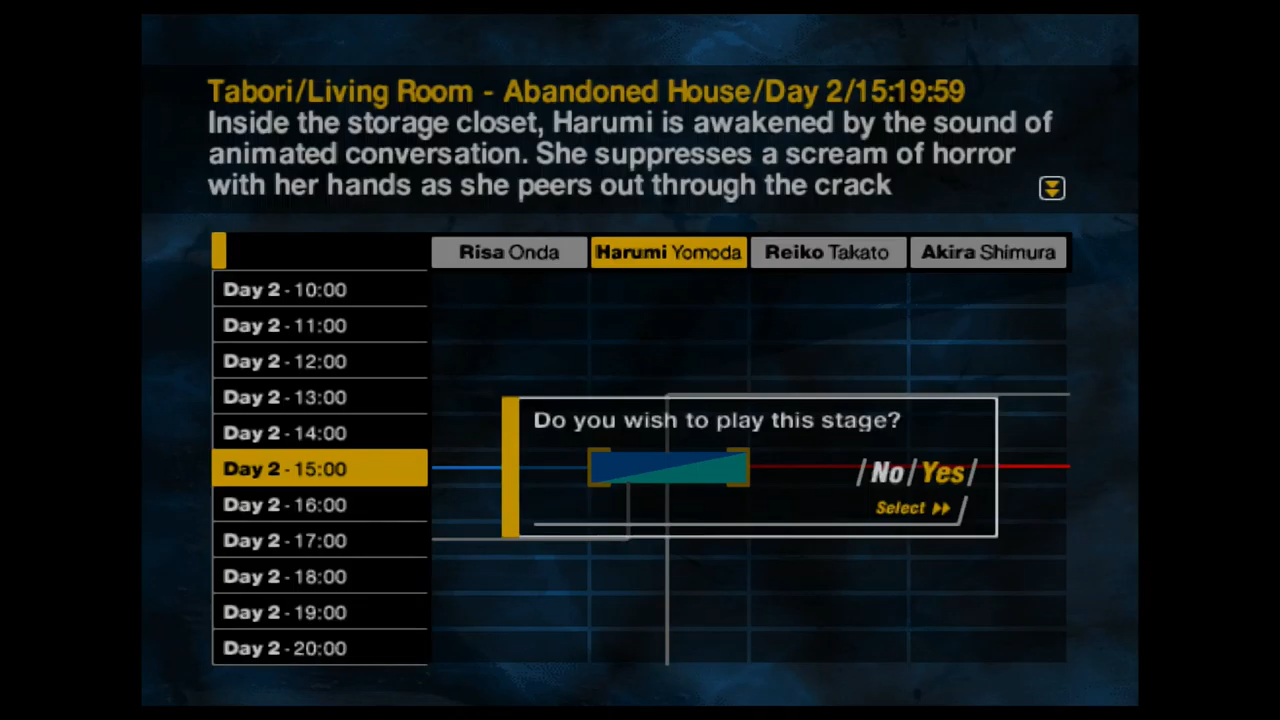 Tabori/Living Room - Abandoned House/Day 2/15:19:59
Inside the storage closet, Harumi is awakened by the sound of
animated conversation. She suppresses a scream of horror
with her hands as she peers out through the crack
Risa Onda
Harumi Yomoda
Reiko Takato
Akira Shimura
Day 2 - 10:00
Day 2 - 11:00
Day 2 - 12:00
Day 2 - 13:00
Day 2 - 14:00
Day 2 - 15:00
Day 2 - 16:00
Day 2 - 17:00
Day 2 - 18:00
Day 2 - 19:00
Day 2 - 20:00
Do you wish to play this stage?
/No/Yes/
Select